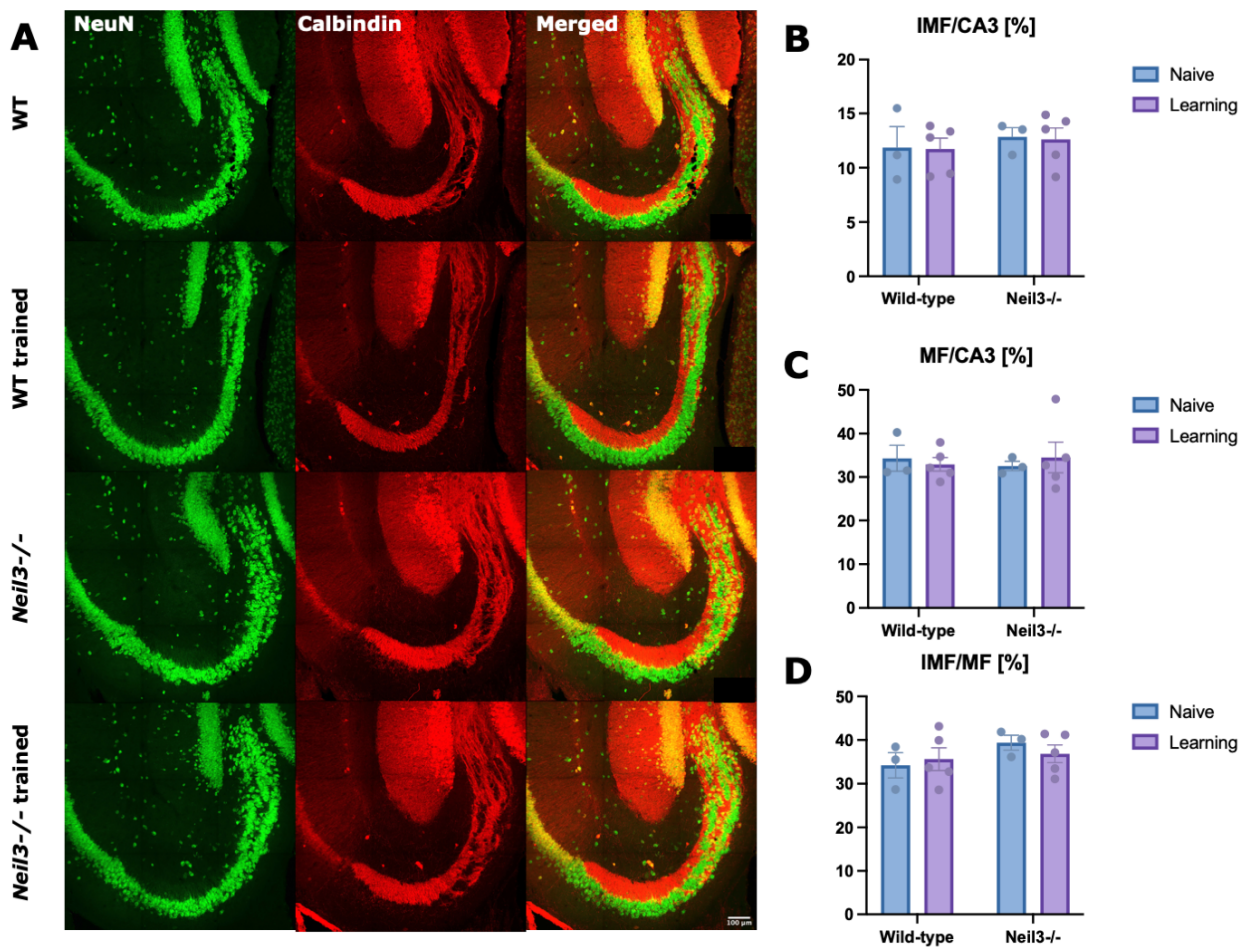 A
NeuN
Calbindin
Merged
WT
WT trained
Neil3-/-
Neil3-/- trained
100 µm
B
IMF/CA3 [%]
20
15
10
5
0
Wild-type
Neil3-/-
Naive
Learning
C
MF/CA3 [%]
50
40
30
20
10
0
Wild-type
Neil3-/-
Naive
Learning
D
IMF/MF [%]
50
40
30
20
10
0
Wild-type
Neil3-/-
Naive
Learning